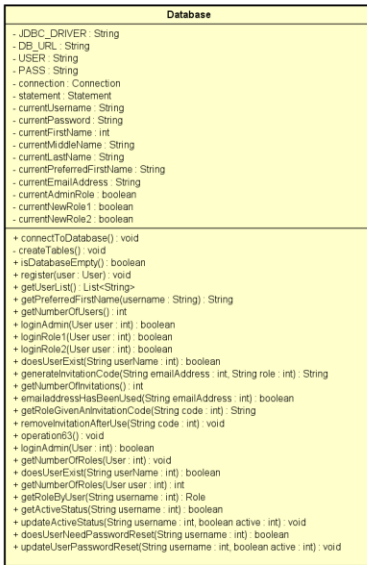 Database
- JDBC_DRIVER : String
- DB_URL : String
- USER : String
- PASS : String
- connection : Connection
- statement : Statement
- currentUsername : String
- currentPassword : String
- currentFirstName : int
- currentMiddleName : String
- currentLastName : String
- currentPreferredFirstName : String
- currentEmailAddress : String
- currentAdminRole : boolean
- currentNewRole1 : boolean
- currentNewRole2 : boolean
+ connectToDatabase() : void
- createTables() : void
+ isDatabaseEmpty() : boolean
+ register(user : User) : void
+ getUserList() : List<String>
+ getPreferredFirstName(username : String) : String
+ getNumberOfUsers() : int
+ loginAdmin(User user : int) : boolean
+ loginRole1(User user : int) : boolean
+ loginRole2(User user : int) : boolean
+ doesUserExist(String userName : int) : boolean
+ generateInvitationCode(String emailAddress : int, String role : int) : String
+ getNumberOfInvitations() : int
+ emailaddressHasBeenUsed(String emailAddress : int) : boolean
+ getRoleGivenAnInvitationCode(String code : int) : String
+ removeInvitationAfterUse(String code : int) : void
+ operation63() : void
+ loginAdmin(User : int) : boolean
+ getNumberOfRoles(User : int) : void
+ doesUserExist(String userName : int) : boolean
+ getNumberOfRoles(User user : int) : int
+ getRoleByUser(String username : int) : Role
+ getActiveStatus(String username : int) : boolean
+ updateActiveStatus(String username : int, boolean active : int) : void
+ doesUserNeedPasswordReset(String username : int) : boolean
+ updateUserPasswordReset(String username : int, boolean active : int) : void